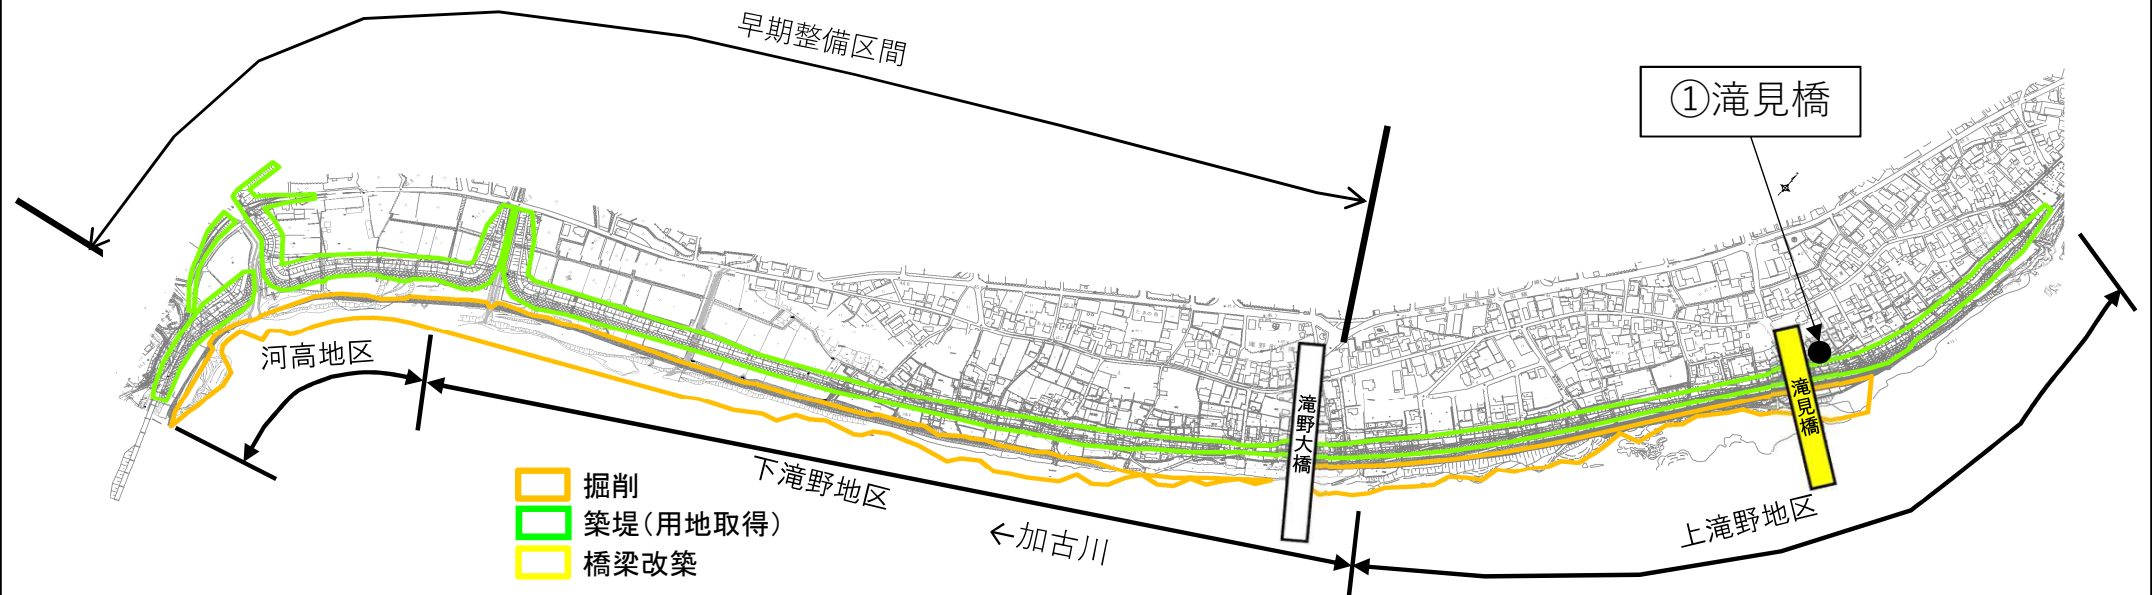 早期整備区間
①滝見橋
河高地区
滝野大橋
滝見橋
下滝野地区
上滝野地区
←加古川
掘削
築堤(用地取得)
橋梁改築